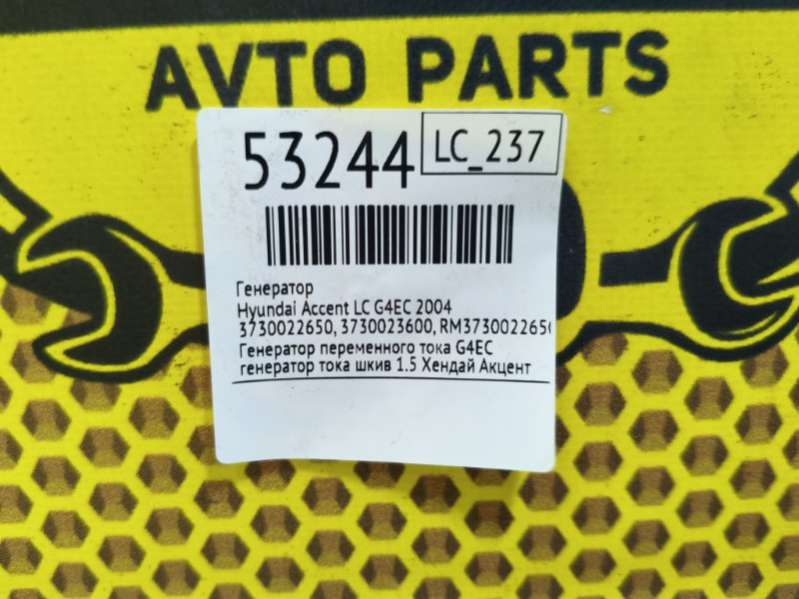 AVTO PARTS
53244
LC_237
Генератор
Hyundai Accent LC G4EC 2004
3730022650, 3730023600, RM3730022650
Генератор переменного тока G4EC
генератор тока шкив 1.5 Хендай Акцент